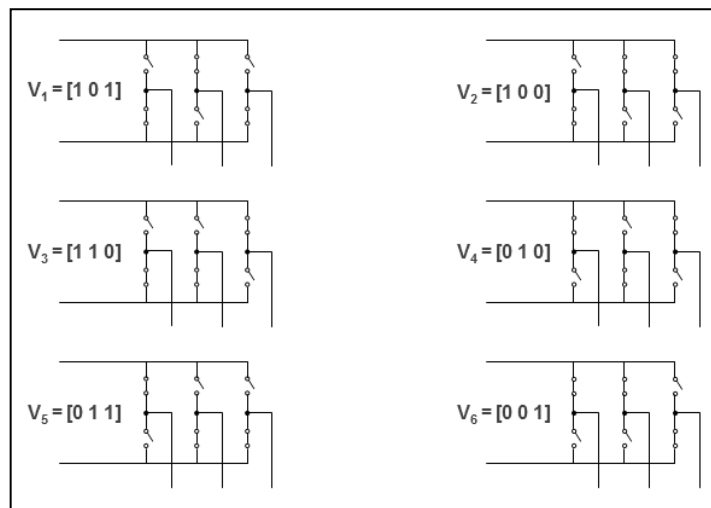 V₁ = [1 0 1]
V₂ = [1 0 0]
V₃ = [1 1 0]
V₄ = [0 1 0]
V₅ = [0 1 1]
V₆ = [0 0 1]